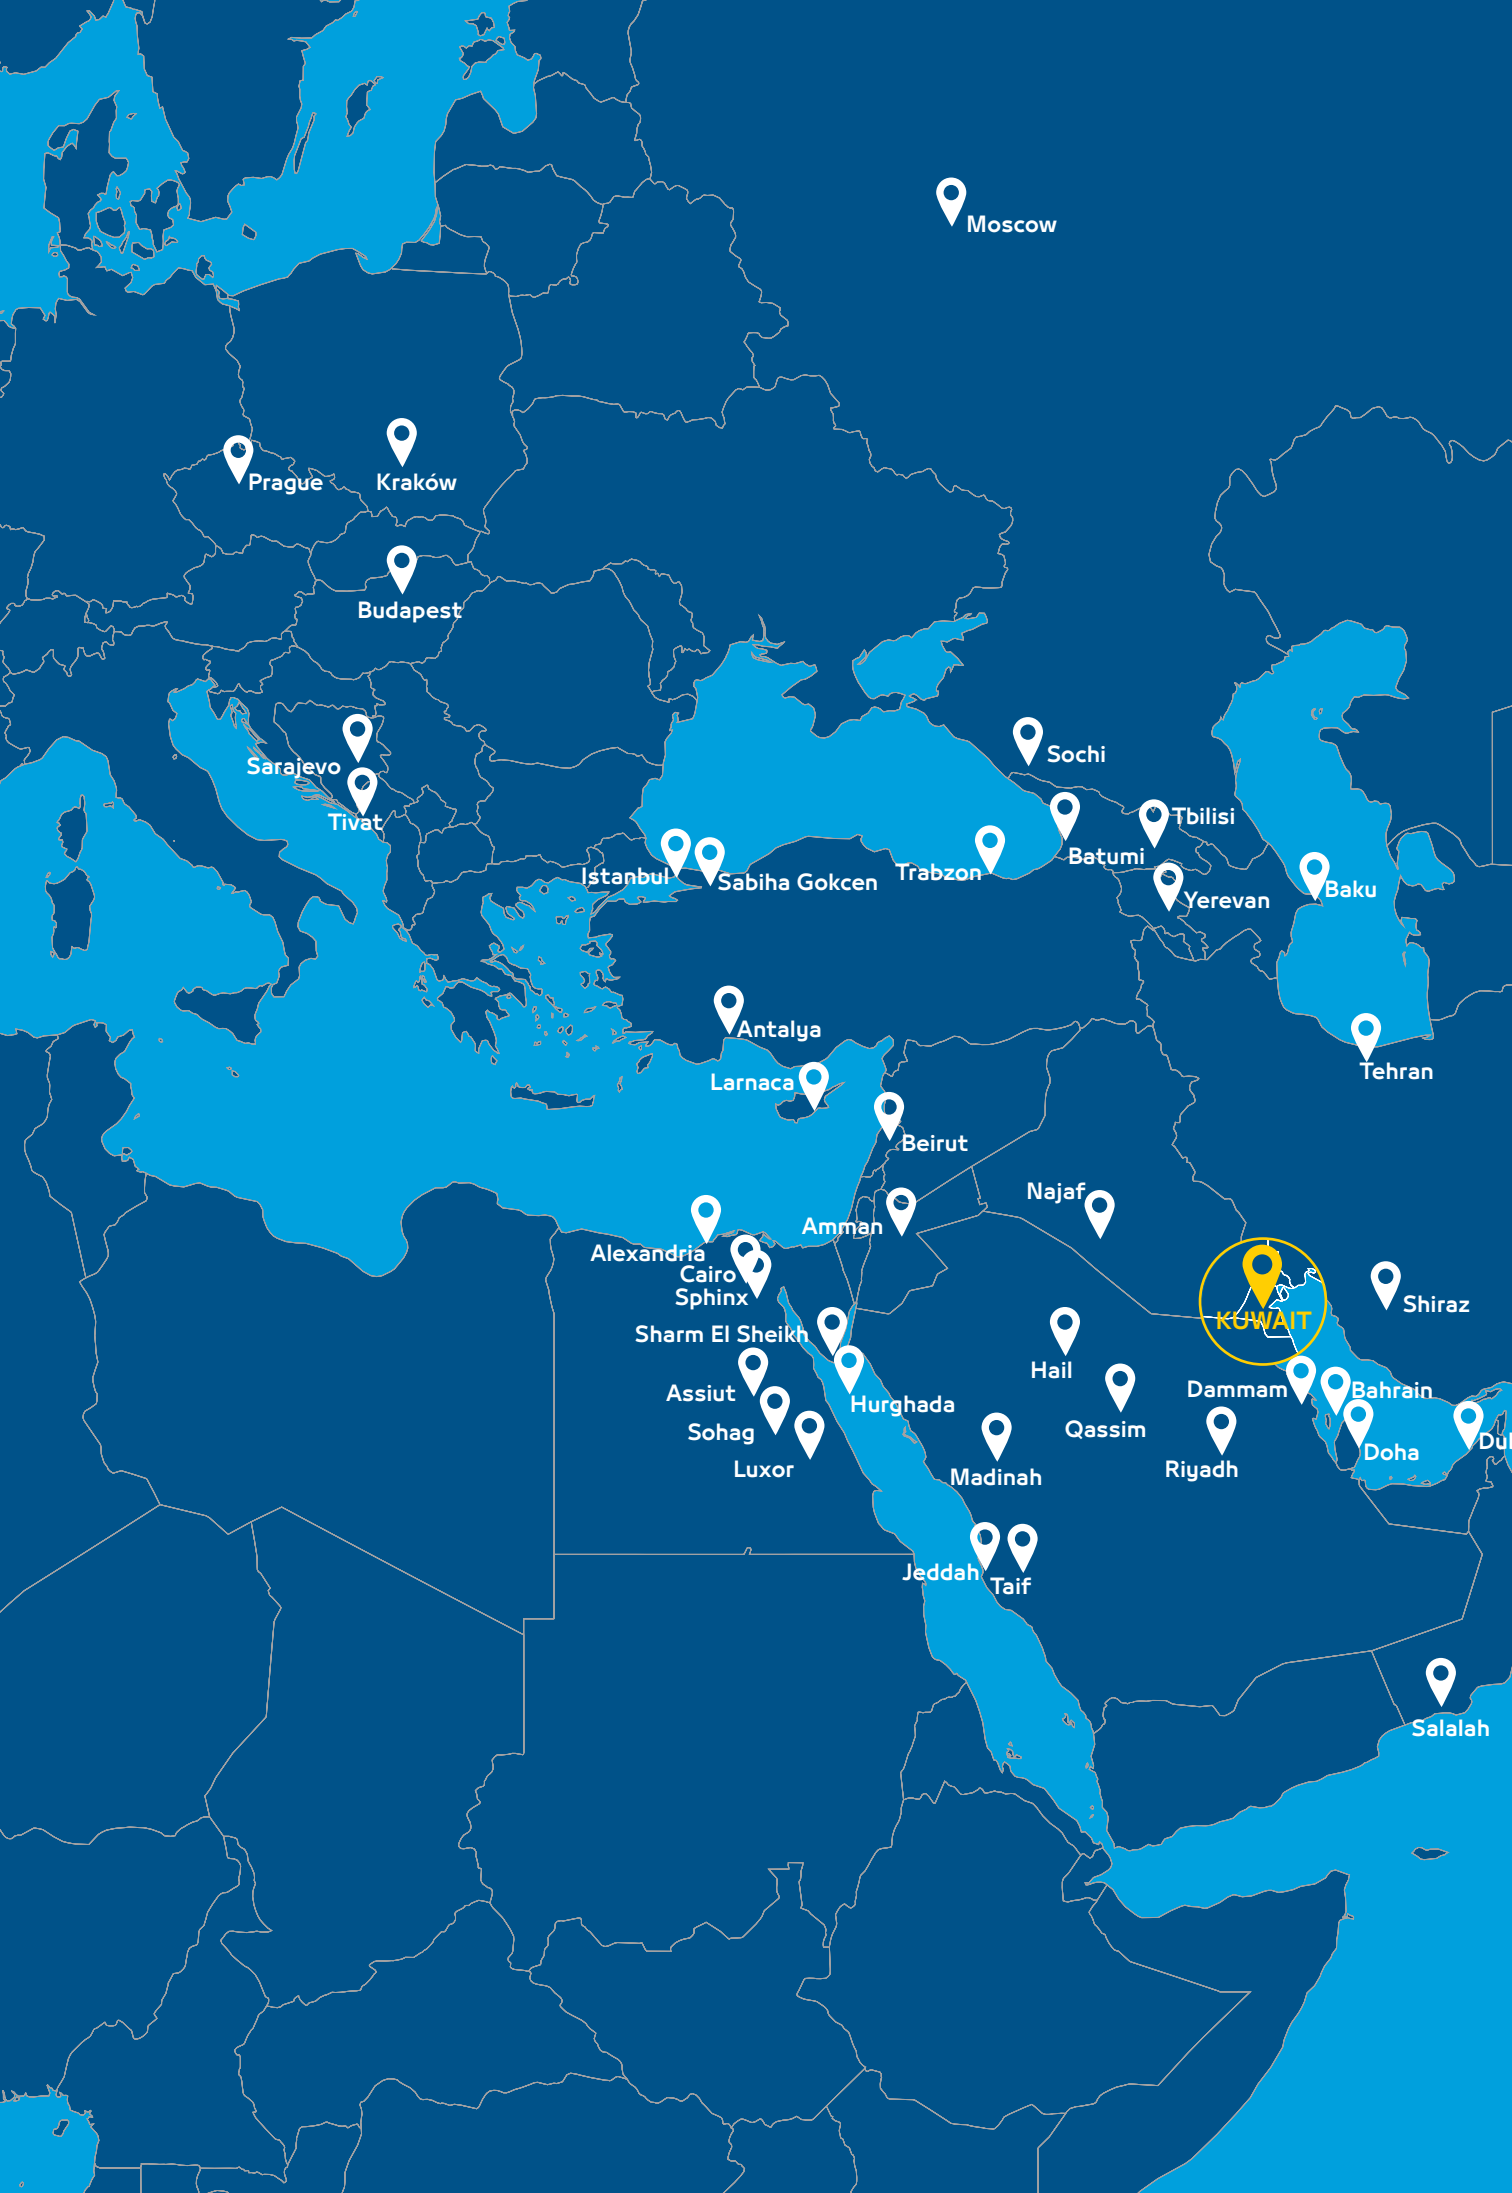 Moscow
Prague
Kraków
Budapest
Sarajevo
Tivat
Sochi
Tbilisi
Batumi
Trabzon
Istanbul
Sabiha Gokcen
Yerevan
Baku
Antalya
Tehran
Larnaca
Beirut
Najaf
Amman
Alexandria
Cairo
Sphinx
Shiraz
KUWAIT
Sharm El Sheikh
Hail
Assiut
Dammam
Bahrain
Hurghada
Qassim
Sohag
Doha
Du
Luxor
Madinah
Riyadh
Jeddah
Taif
Salalah